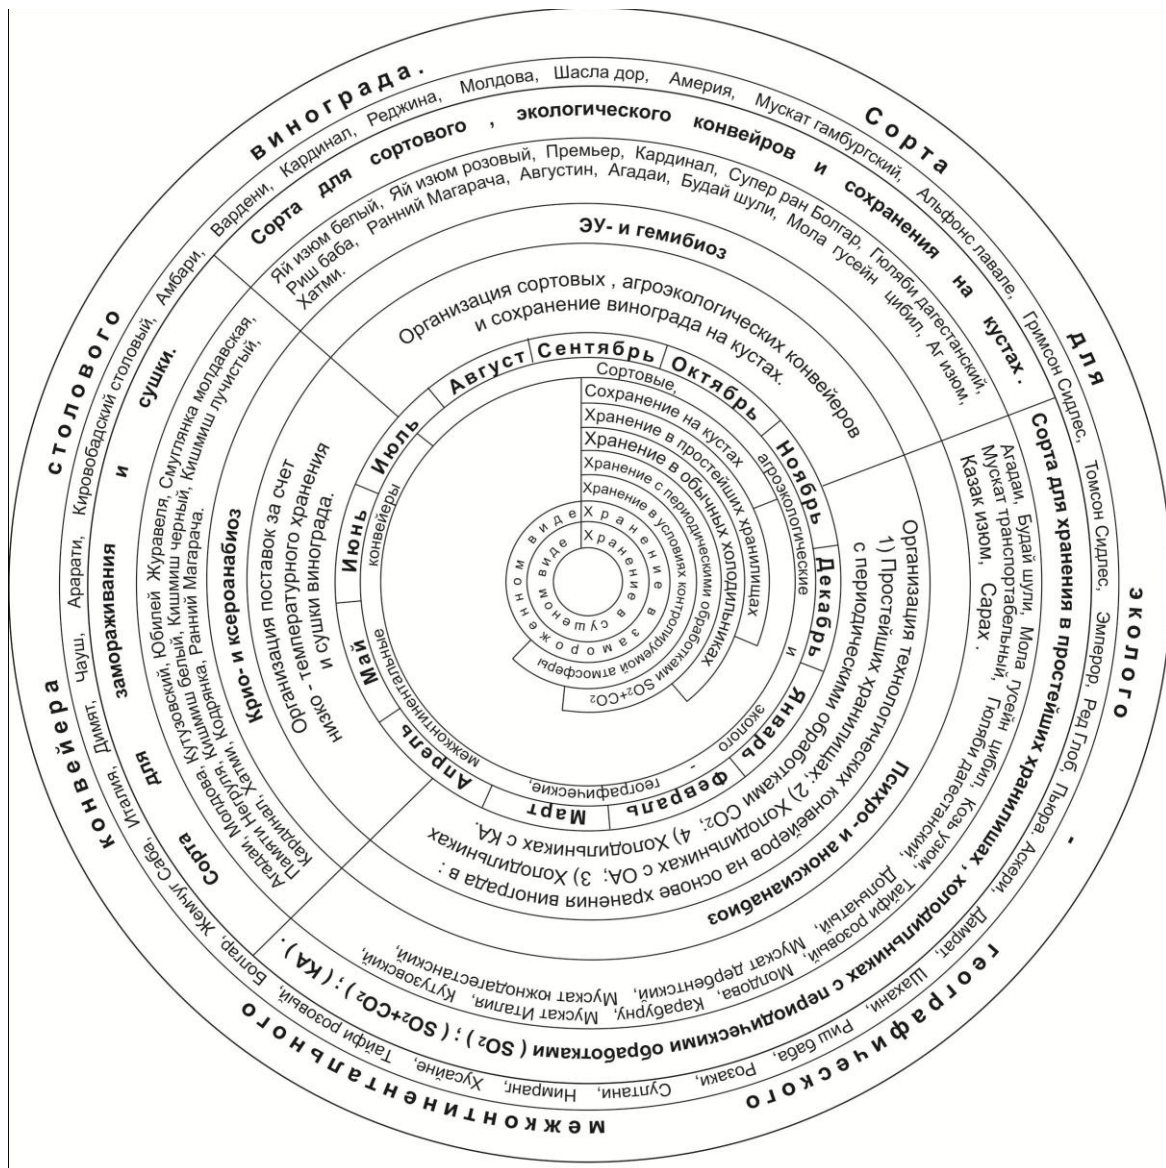 Сорта для эколого - географического межконтинентального конвейера столового винограда.
Вардени, Кардинал, Реджина, Молдова, Шасла дор, Америя, Мускат гамбургский, Альфонс лавале, Гримсон Сидлес, Томсон Сидлес, Эмперор, Ред Глоб, Пьюра. Аскери, Дамрат, Шахани, Риш баба, Розаки, Султани, Нимранг, Хусайне, Тайфи розовый, Болгар, Жемчуг Саба, Италия, Димят, Чауш, Арарати, Кировобадский столовый, Амбари,
Сорта для сортового , экологического конвейров и сохранения на кустах .
Яй изюм белый, Яй изюм розовый, Премьер, Кардинал, Супер ран Болгар, Гюляби дагестанский,
Риш баба, Ранний Магарача, Августин, Агадаи, Будай шули, Мола гусейн цибил, Аг изюм,
Хатми.
ЭУ- и гемибиоз
Организация сортовых , агроэкологических конвейеров
и сохранение винограда на кустах.
Сорта для хранения в простейших хранилищах, холодильниках с периодическими обработками ( SO2 ) ; ( SO2+CO2 ) ; ( КА ) .
Агадаи, Будай шули, Мола гусейн цибил, Козь узюм, Тайфи розовый, Молдова, Карабурну, Мускат Италия, Кутузовский,
Мускат транспортабельный, Гюляби дагестанский, Дольчатый, Мускат дербентский, Мускат южнодагестанский,
Казак изюм, Сарах .
Психро- и аноксианабиоз
Организация технологических конвейеров на основе хранения винограда в :
1) Простейших хранилищах, 2) Холодильниках с ОА; 3) Холодильниках
с периодическими обработками CO2; 4) Холодильниках с КА.
Сорта для замораживания и сушки.
Агадаи, Молдова, Кутузовский, Юбилей Журавеля, Смуглянка молдавская,
Памяти Негруля, Кишмиш белый, Кишмиш черный, Кишмиш лучистый,
Кардинал, Хатми, Кодрянка, Ранний Магарача.
Крио- и ксероанабиоз
Организация поставок за счет
низко - температурного хранения
и сушки винограда.
Август
Сентябрь
Октябрь
Ноябрь
Декабрь
Январь
Февраль
Март
Апрель
Май
Июнь
Июль
Сортовые, агроэкологические и эколого - географические, межконтинентальные конвейеры
Сохранение на кустах
Хранение в простейших хранилищах
Хранение в обычных холодильниках
Хранение с периодическими обработками SO2+CO2
Хранение в условиях контролируемой атмосферы
Хранение в замороженном виде
Хранение в сушеном виде